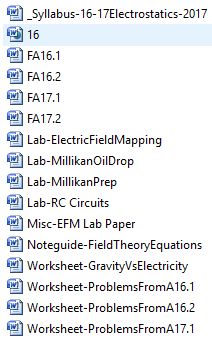 _Syllabus-16-17Electrostatics-2017
16
FA16.1
FA16.2
FA17.1
FA17.2
Lab-ElectricFieldMapping
Lab-MillikanOilDrop
Lab-MillikanPrep
Lab-RC Circuits
Misc-EFM Lab Paper
Noteguide-FieldTheoryEquations
Worksheet-GravityVsElectricity
Worksheet-ProblemsFromA16.1
Worksheet-ProblemsFromA16.2
Worksheet-ProblemsFromA17.1